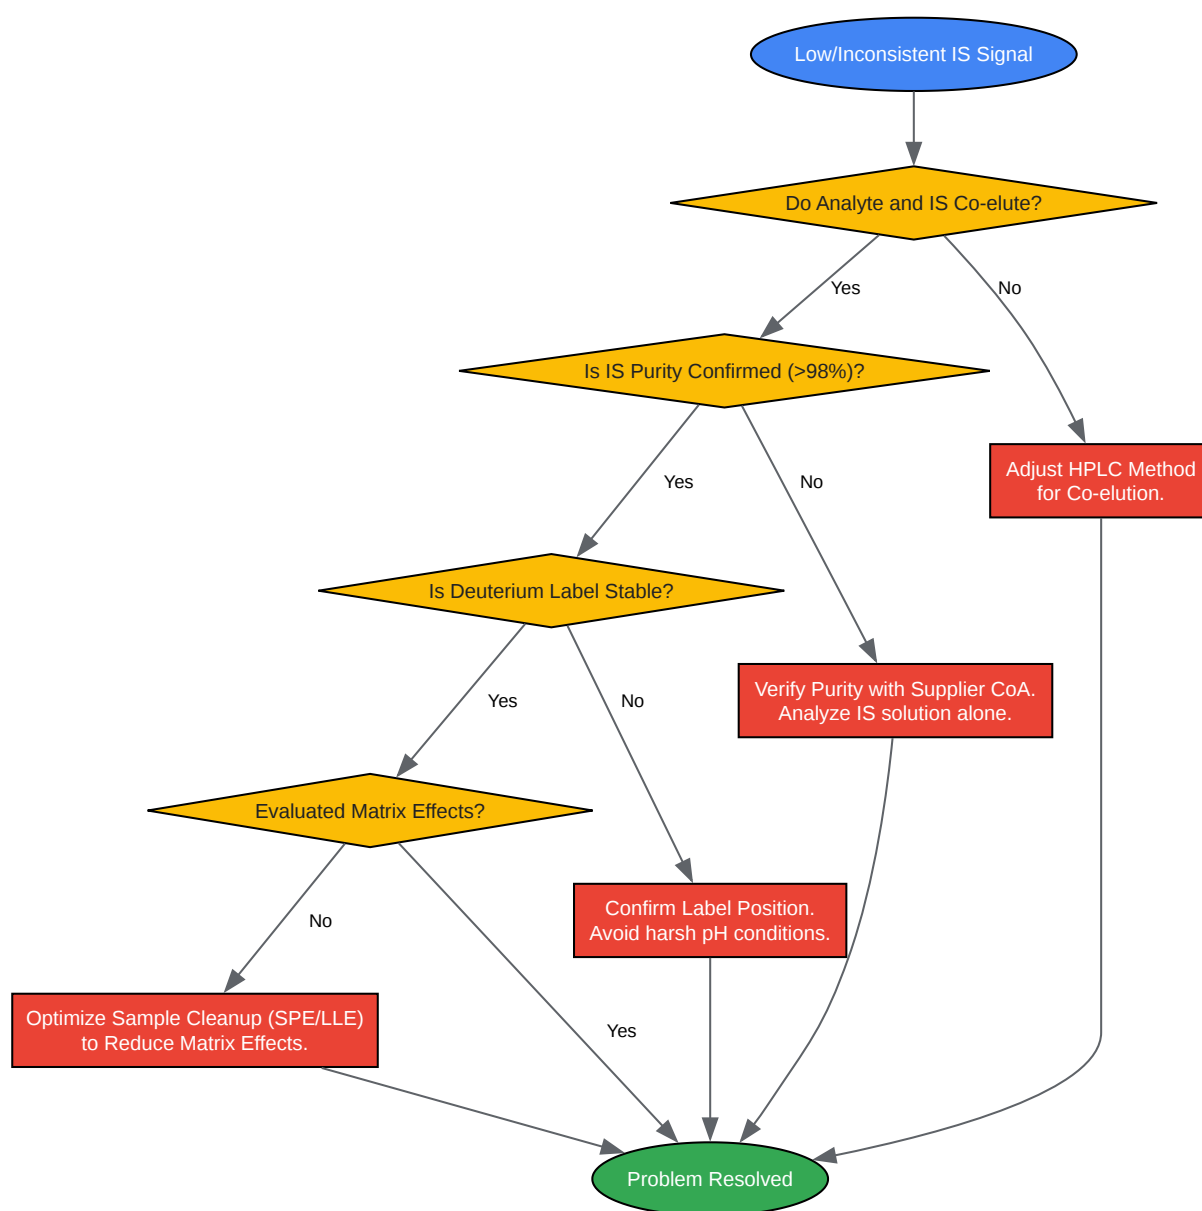 Low/Inconsistent IS Signal
Do Analyte and IS Co-elute?
Yes
No
Is IS Purity Confirmed (>98%)?
Adjust HPLC Method
for Co-elution.
Yes
No
Is Deuterium Label Stable?
Verify Purity with Supplier CoA.
Analyze IS solution alone.
Yes
No
Evaluated Matrix Effects?
Confirm Label Position.
Avoid harsh pH conditions.
No
Optimize Sample Cleanup (SPE/LLE)
to Reduce Matrix Effects.
Yes
Problem Resolved